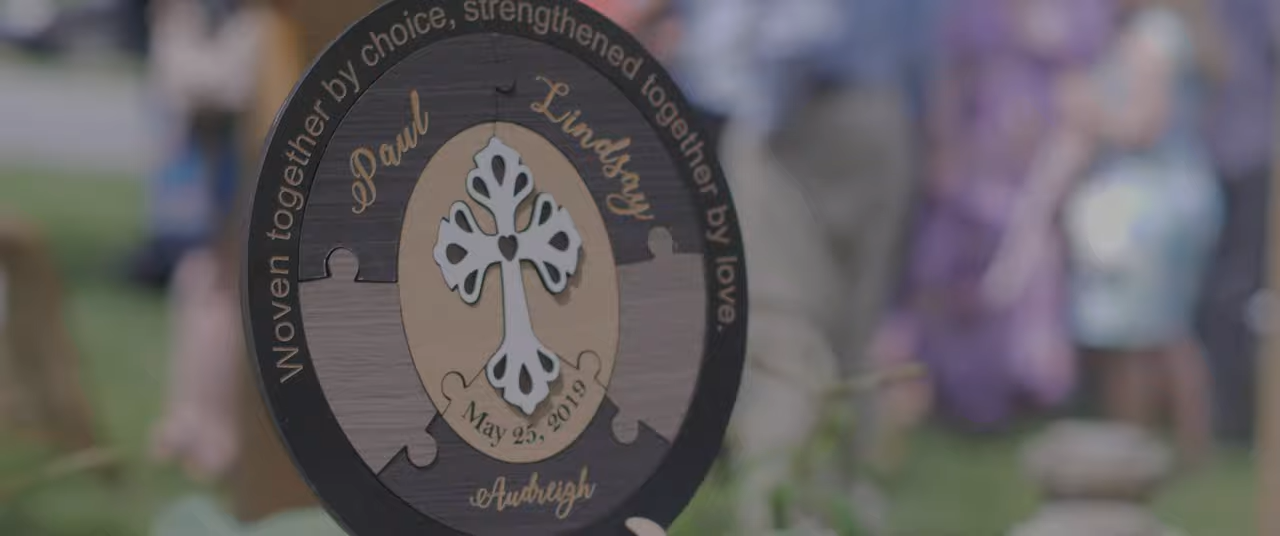 Woven together by choice, strengthened together by love.
Paul
Lindsay
May 25, 2019
Audreigh